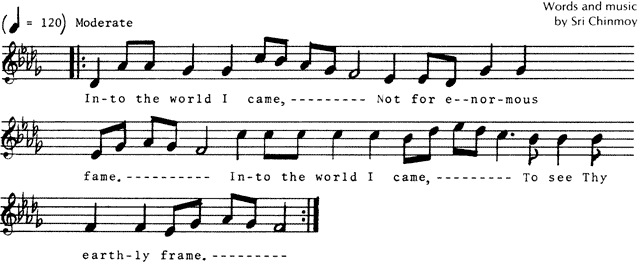 Words and music
by Sri Chinmoy
(♩ = 120) Moderate
In-to the world I came, --------- Not for e--nor-mous
fame. ---------- In-to the world I came, --------- To see Thy
earth-ly frame. ---------